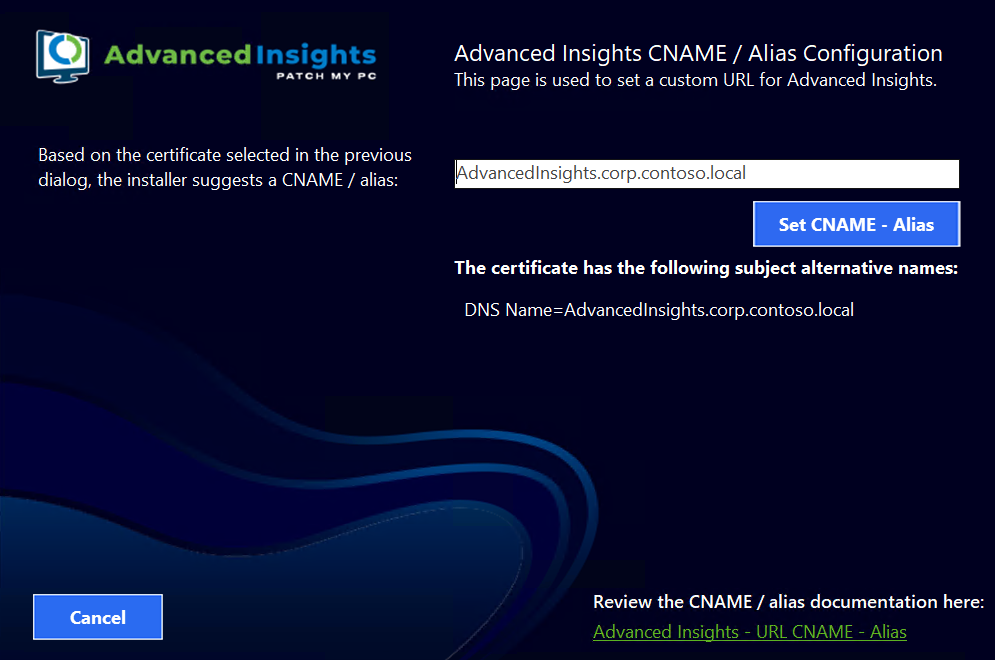 AdvancedInsights
PATCH MY PC
Advanced Insights CNAME / Alias Configuration
This page is used to set a custom URL for Advanced Insights.
Based on the certificate selected in the previous
dialog, the installer suggests a CNAME / alias:
AdvancedInsights.corp.contoso.local
Set CNAME - Alias
The certificate has the following subject alternative names:
DNS Name=AdvancedInsights.corp.contoso.local
Cancel
Review the CNAME / alias documentation here:
Advanced Insights - URL CNAME - Alias